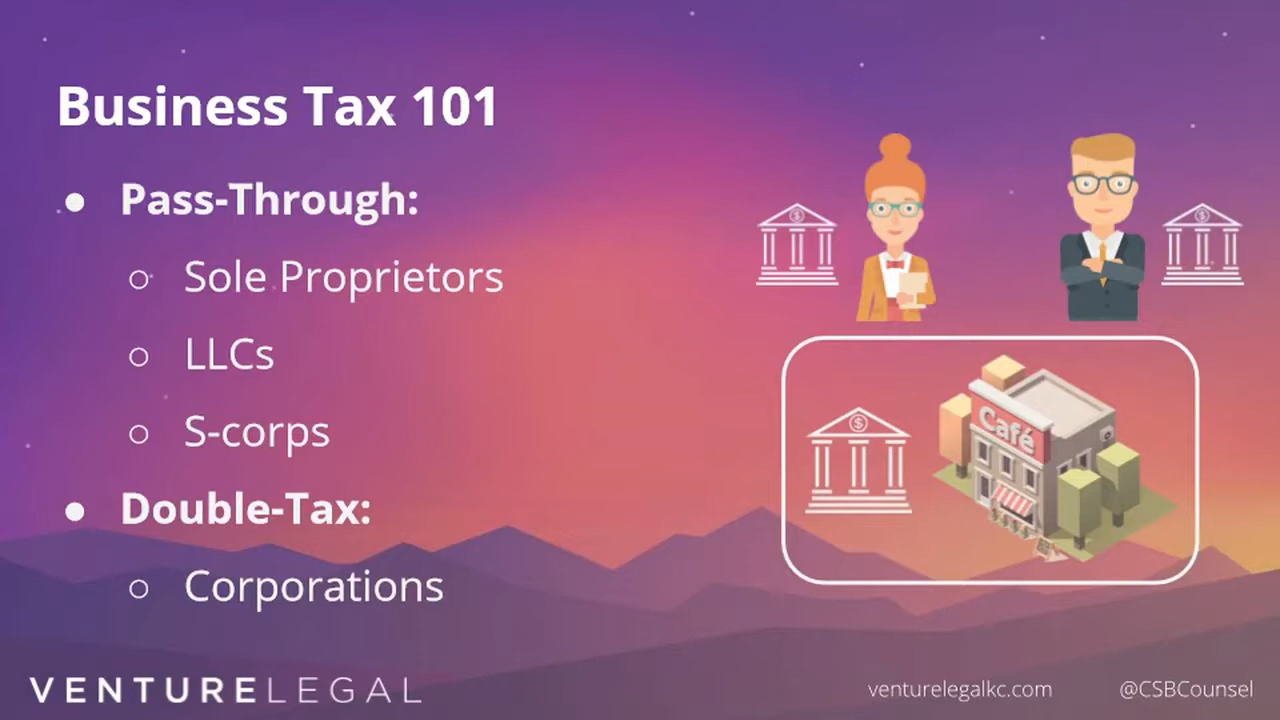 Business Tax 101
● Pass-Through:
○ Sole Proprietors
○ LLCs
○ S-corps
● Double-Tax:
○ Corporations
$
$
$
Café
VENTURELEGAL
venturelegalkc.com
@CSBCounsel